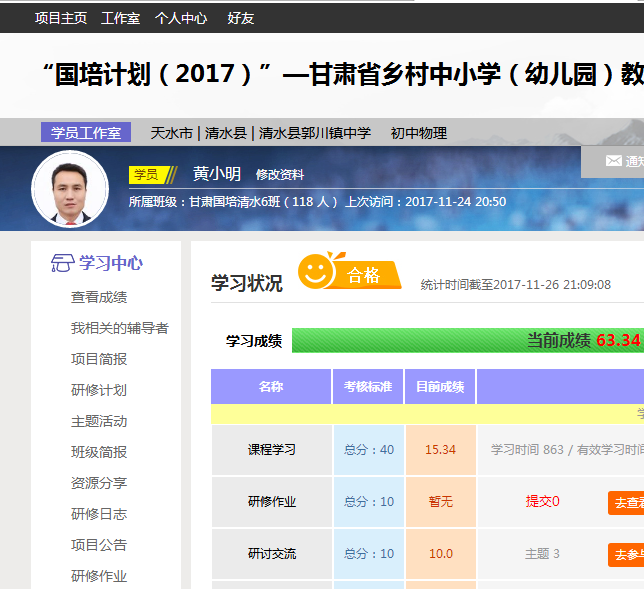 项目主页 工作室 个人中心 好友
“国培计划（2017）”—甘肃省乡村中小学（幼儿园）教
学员工作室 天水市 | 清水县 | 清水县郭川镇中学 初中物理
通知
学员 黄小明 修改资料
所属班级：甘肃国培清水6班（118 人 ）上次访问：2017-11-24 20:50
学习中心
查看成绩
我相关的辅导者
项目简报
研修计划
主题活动
班级简报
资源分享
研修日志
项目公告
研修作业
学习状况 合格 统计时间截至2017-11-26 21:09:08
学习成绩 当前成绩 63.34
名称 考核标准 目前成绩
学
课程学习 总分：40 15.34 学习时间 863 / 有效学习时间
研修作业 总分：10 暂无 提交0 去查看
研讨交流 总分：10 10.0 主题 3 去参与